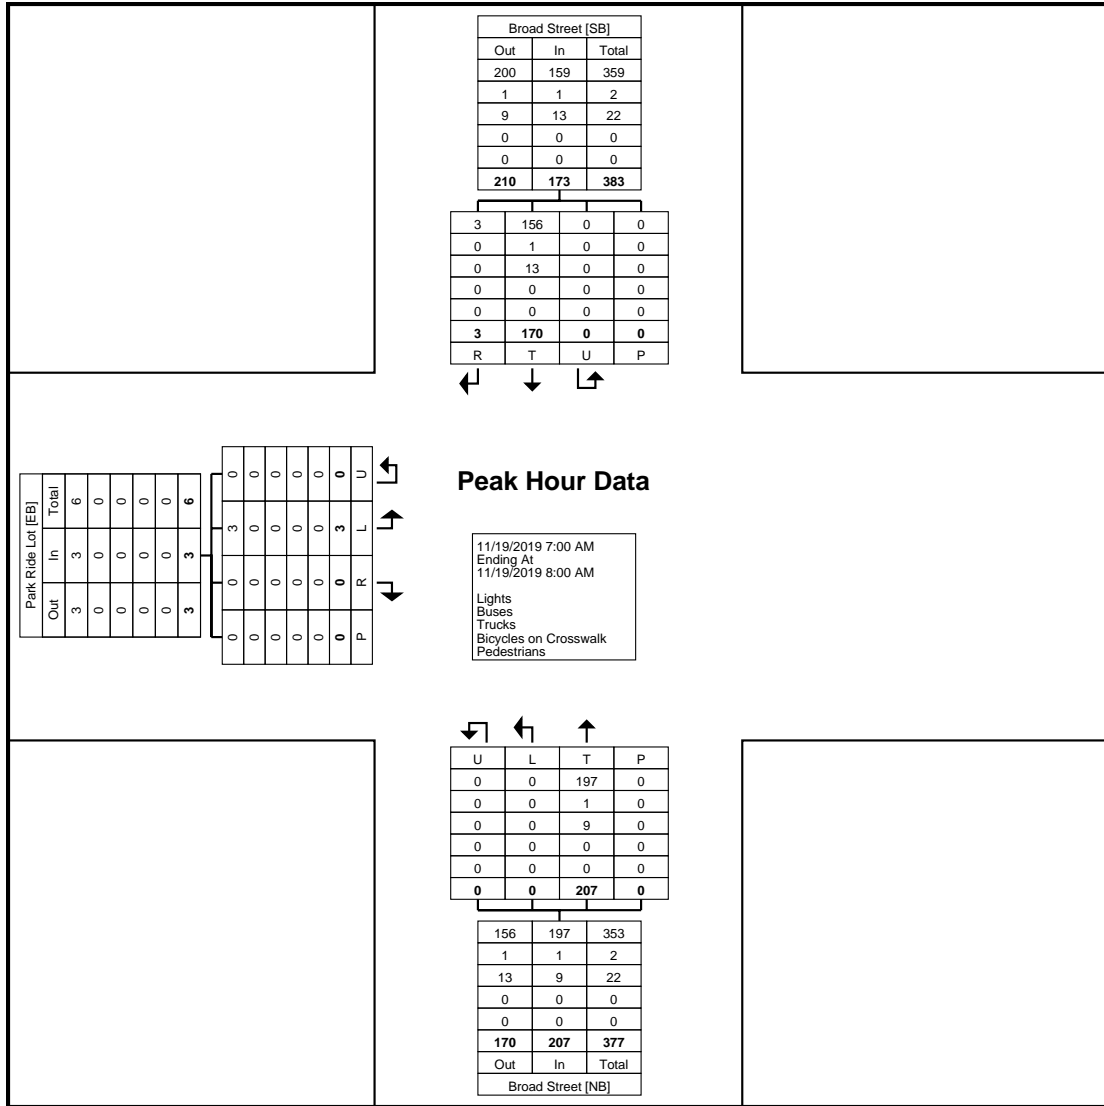 Broad Street [SB]
Out In Total
200 159 359
1 1 2
9 13 22
0 0 0
0 0 0
210 173 383
3 156 0 0
0 1 0 0
0 13 0 0
0 0 0 0
0 0 0 0
3 170 0 0
R T U P
Park Ride Lot [EB]
Out In Total
3 3 6
0 0 0
0 0 0
0 0 0
0 0 0
3 3 6
0 0 3 0
0 0 0 0
0 0 0 0
0 0 0 0
0 0 0 0
0 0 3 0
P R L U
Peak Hour Data
11/19/2019 7:00 AM
Ending At
11/19/2019 8:00 AM
Lights
Buses
Trucks
Bicycles on Crosswalk
Pedestrians
U L T P
0 0 197 0
0 0 1 0
0 0 9 0
0 0 0 0
0 0 0 0
0 0 207 0
156 197 353
1 1 2
13 9 22
0 0 0
0 0 0
170 207 377
Out In Total
Broad Street [NB]